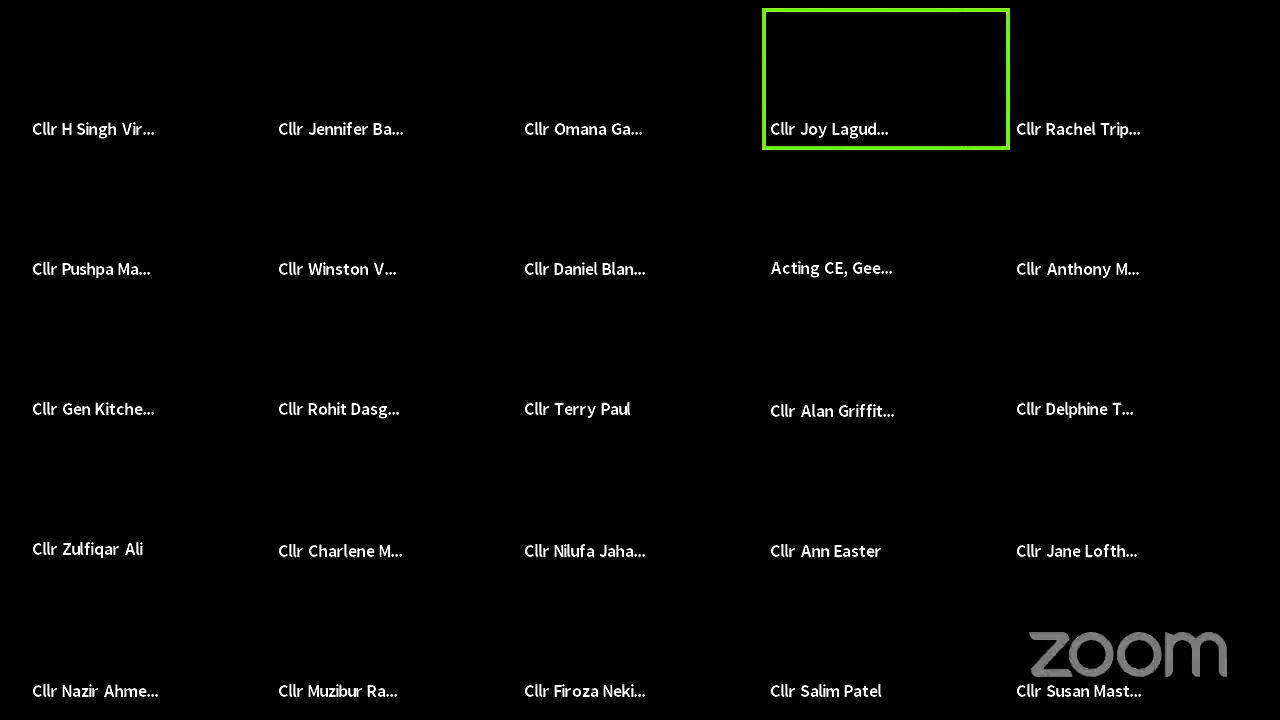 Cllr H Singh Vir...
Cllr Jennifer Ba...
Cllr Omana Ga...
Cllr Joy Lagud...
Cllr Rachel Trip...
Cllr Pushpa Ma...
Cllr Winston V...
Cllr Daniel Blan...
Acting CE, Gee...
Cllr Anthony M...
Cllr Gen Kitche...
Cllr Rohit Dasg...
Cllr Terry Paul
Cllr Alan Griffit...
Cllr Delphine T...
Cllr Zulfiqar Ali
Cllr Charlene M...
Cllr Nilufa Jaha...
Cllr Ann Easter
Cllr Jane Lofth...
zoom
Cllr Nazir Ahme...
Cllr Muzibur Ra...
Cllr Firoza Neki...
Cllr Salim Patel
Cllr Susan Mast...